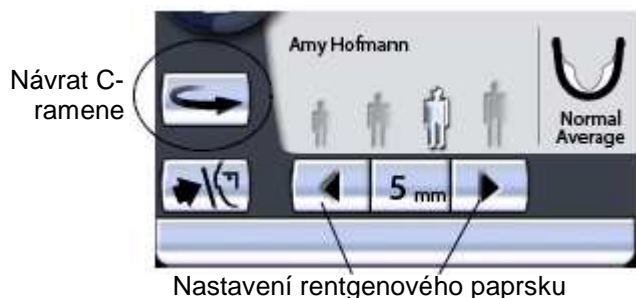 Amy Hofmann
Návrat C-
ramene
Normal
Average
5 mm
Nastavení rentgenového paprsku